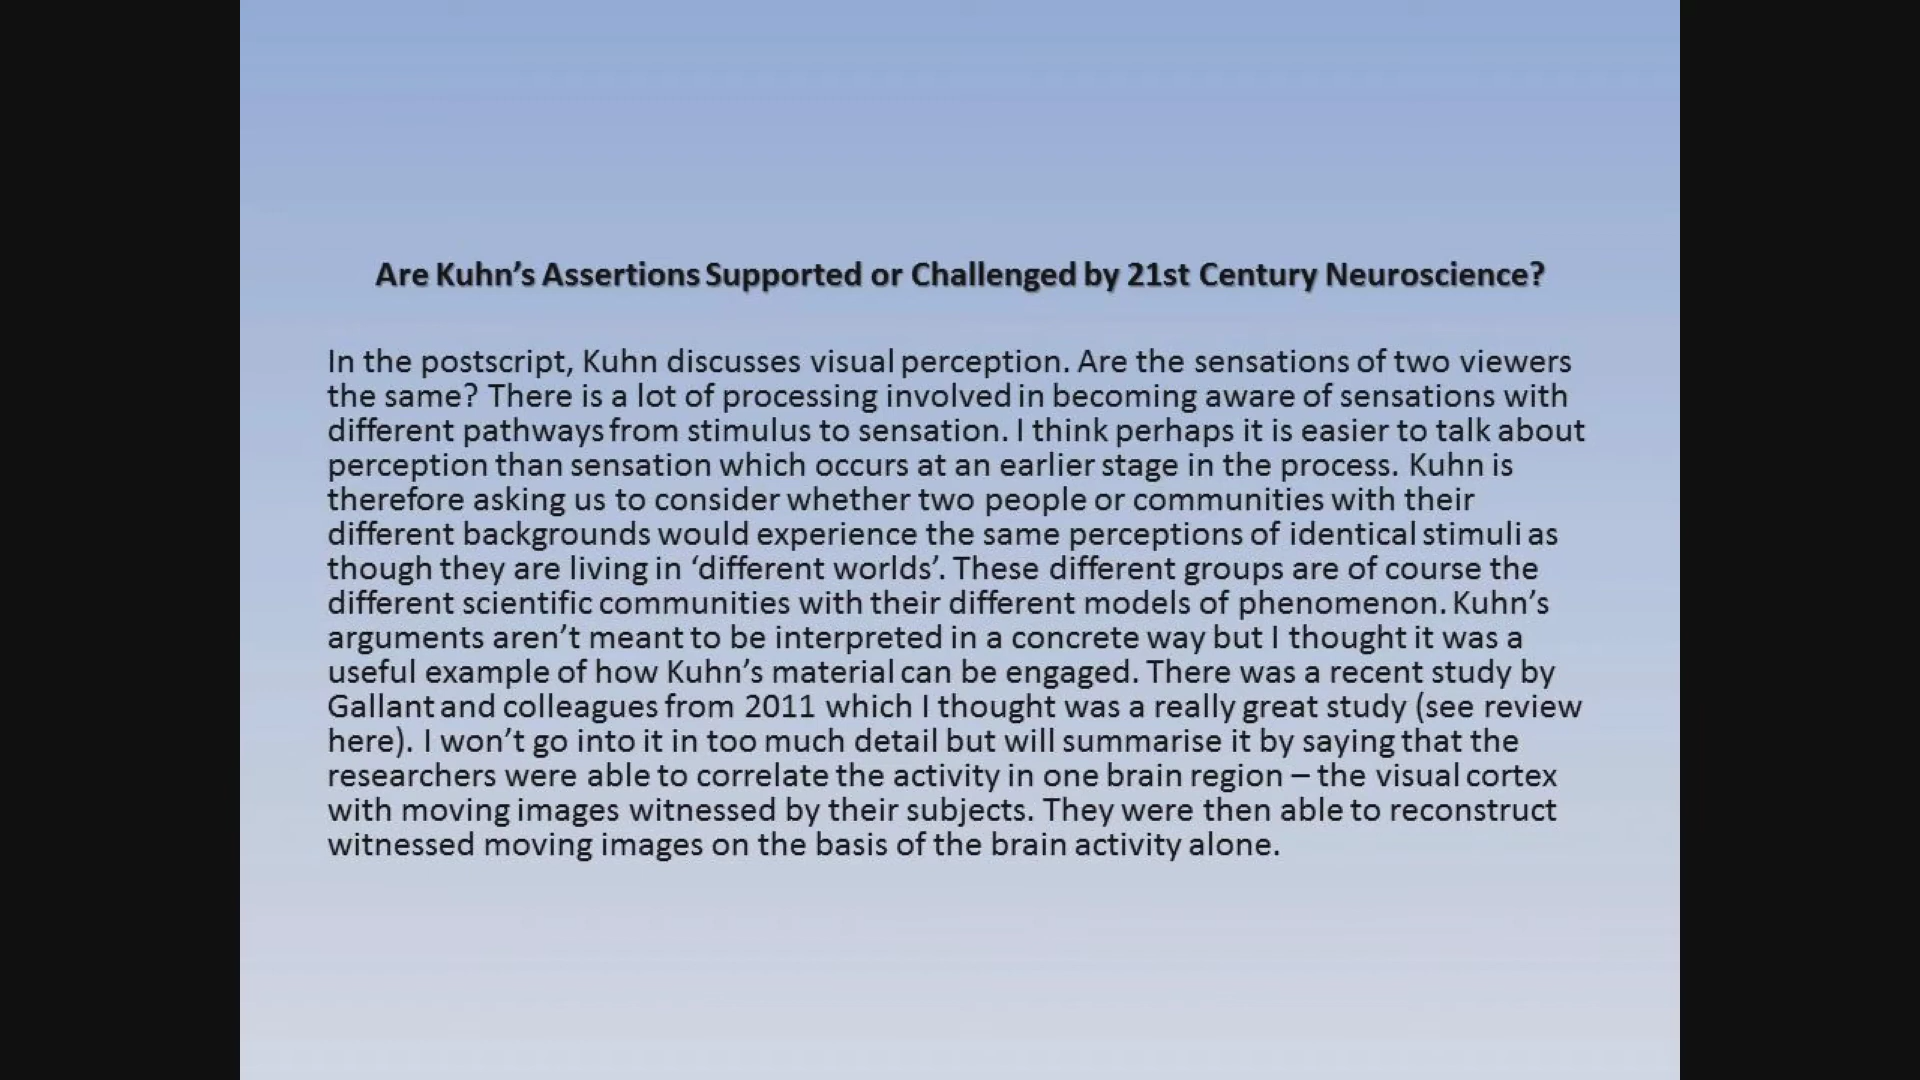 Are Kuhn’s Assertions Supported or Challenged by 21st Century Neuroscience?
In the postscript, Kuhn discusses visual perception. Are the sensations of two viewers
the same? There is a lot of processing involved in becoming aware of sensations with
different pathways from stimulus to sensation. I think perhaps it is easier to talk about
perception than sensation which occurs at an earlier stage in the process. Kuhn is
therefore asking us to consider whether two people or communities with their
different backgrounds would experience the same perceptions of identical stimuli as
though they are living in ‘different worlds’. These different groups are of course the
different scientific communities with their different models of phenomenon. Kuhn’s
arguments aren’t meant to be interpreted in a concrete way but I thought it was a
useful example of how Kuhn’s material can be engaged. There was a recent study by
Gallant and colleagues from 2011 which I thought was a really great study (see review
here). I won’t go into it in too much detail but will summarise it by saying that the
researchers were able to correlate the activity in one brain region – the visual cortex
with moving images witnessed by their subjects. They were then able to reconstruct
witnessed moving images on the basis of the brain activity alone.